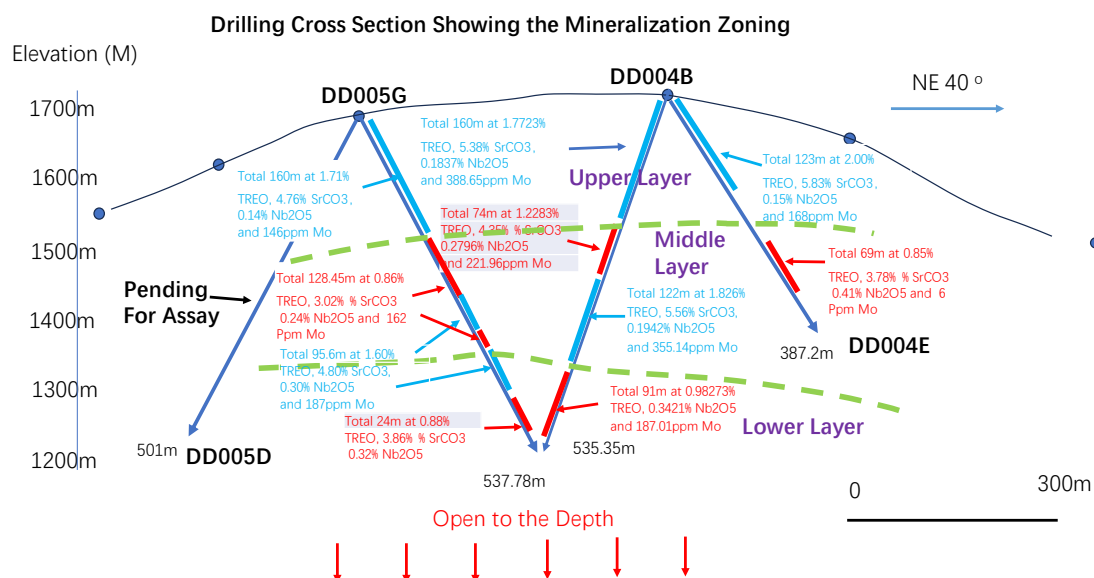 Drilling Cross Section Showing the Mineralization Zoning
Elevation (M)
DD005G
DD004B
NE 40 º
1700m
1600m
1500m
1400m
1300m
1200m
Total 160m at 1.7723%
TREO, 5.38% SrCO3,
0.1837% Nb2O5
and 388.65ppm Mo
Total 160m at 1.71%
TREO, 4.76% SrCO3,
0.14% Nb2O5
and 146ppm Mo
Upper Layer
Total 123m at 2.00%
TREO, 5.83% SrCO3,
0.15% Nb2O5
and 168ppm Mo
Total 74m at 1.2283%
TREO, 4.35% % SrCO3
0.2796% Nb2O5
and 221.96ppm Mo
Middle
Layer
Total 69m at 0.85%
TREO, 3.78% % SrCO3
0.41% Nb2O5 and 6
Ppm Mo
Pending
For Assay
Total 128.45m at 0.86%
TREO, 3.02% % SrCO3
0.24% Nb2O5 and 162
Ppm Mo
Total 122m at 1.826%
TREO, 5.56% SrCO3,
0.1942% Nb2O5
and 355.14ppm Mo
387.2m
DD004E
Total 95.6m at 1.60%
TREO, 4.80% SrCO3,
0.30% Nb2O5
and 187ppm Mo
Total 91m at 0.98273%
TREO, 0.3421% Nb2O5
and 187.01ppm Mo
Lower Layer
Total 24m at 0.88%
TREO, 3.86% % SrCO3
0.32% Nb2O5
501m
DD005D
535.35m
537.78m
0
300m
Open to the Depth